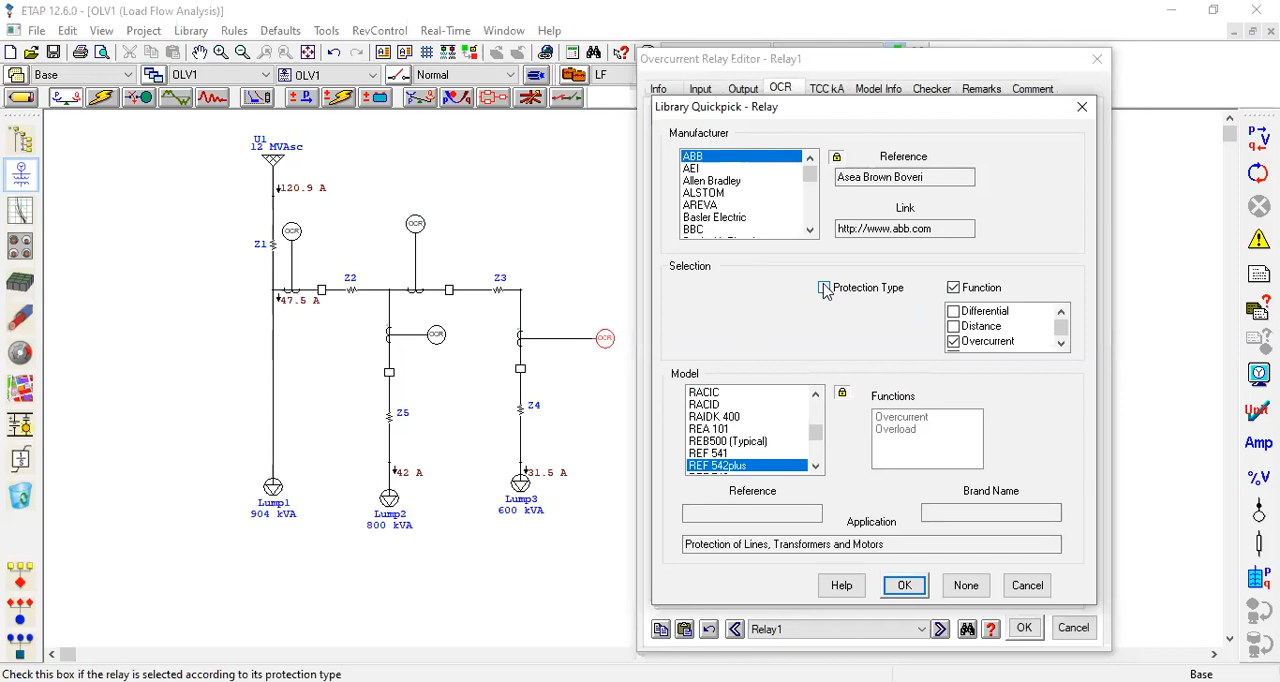 ETAP 12.6.0 - [OLV1 (Load Flow Analysis)]
File Edit View Project Library Rules Defaults Tools RevControl Real-Time Window Help
Base OLV1 OLV1 Normal LF
U1
12 MVAsc
120.9 A
OCR
OCR
Z1
Z2
Z3
47.5 A
OCR
OCR
Z5
Z4
42 A
31.5 A
Lump1
904 kVA
Lump2
800 kVA
Lump3
600 kVA
Overcurrent Relay Editor - Relay1
Info Input Output OCR TCC kA Model Info Checker Remarks Comment
Library Quickpick - Relay
Manufacturer
ABB
AEI
Allen Bradley
ALSTOM
AREVA
Basler Electric
BBC
Reference
Asea Brown Boveri
Link
http://www.abb.com
Selection
Protection Type
Function
Differential
Distance
Overcurrent
Model
RACIC
RACID
RAIDK 400
REA 101
REB500 (Typical)
REF 541
REF 542plus
Functions
Overcurrent
Overload
Reference
Brand Name
Application
Protection of Lines, Transformers and Motors
Help OK None Cancel
Relay1
OK Cancel
P
V
q
Unit
Amp
%V
P
q
Check this box if the relay is selected according to its protection type
Base